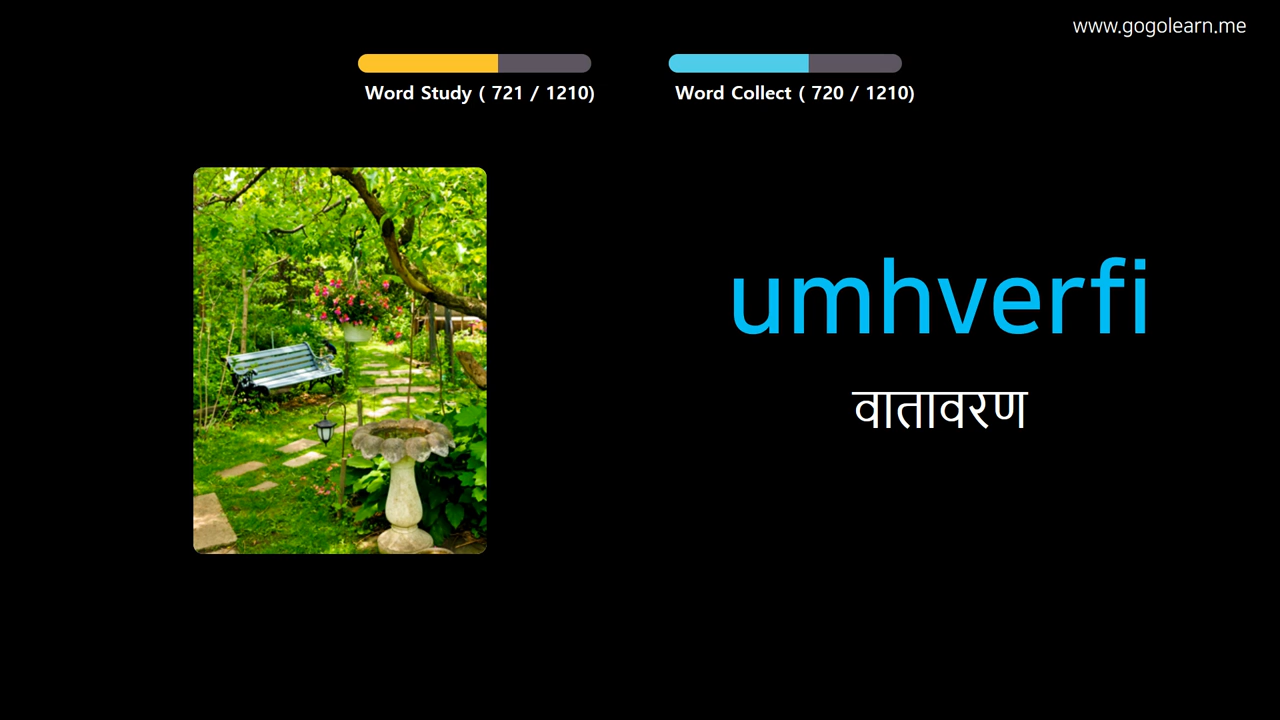 www.gogolearn.me
Word Study ( 721 / 1210)
Word Collect ( 720 / 1210)
umhverfi
वातावरण